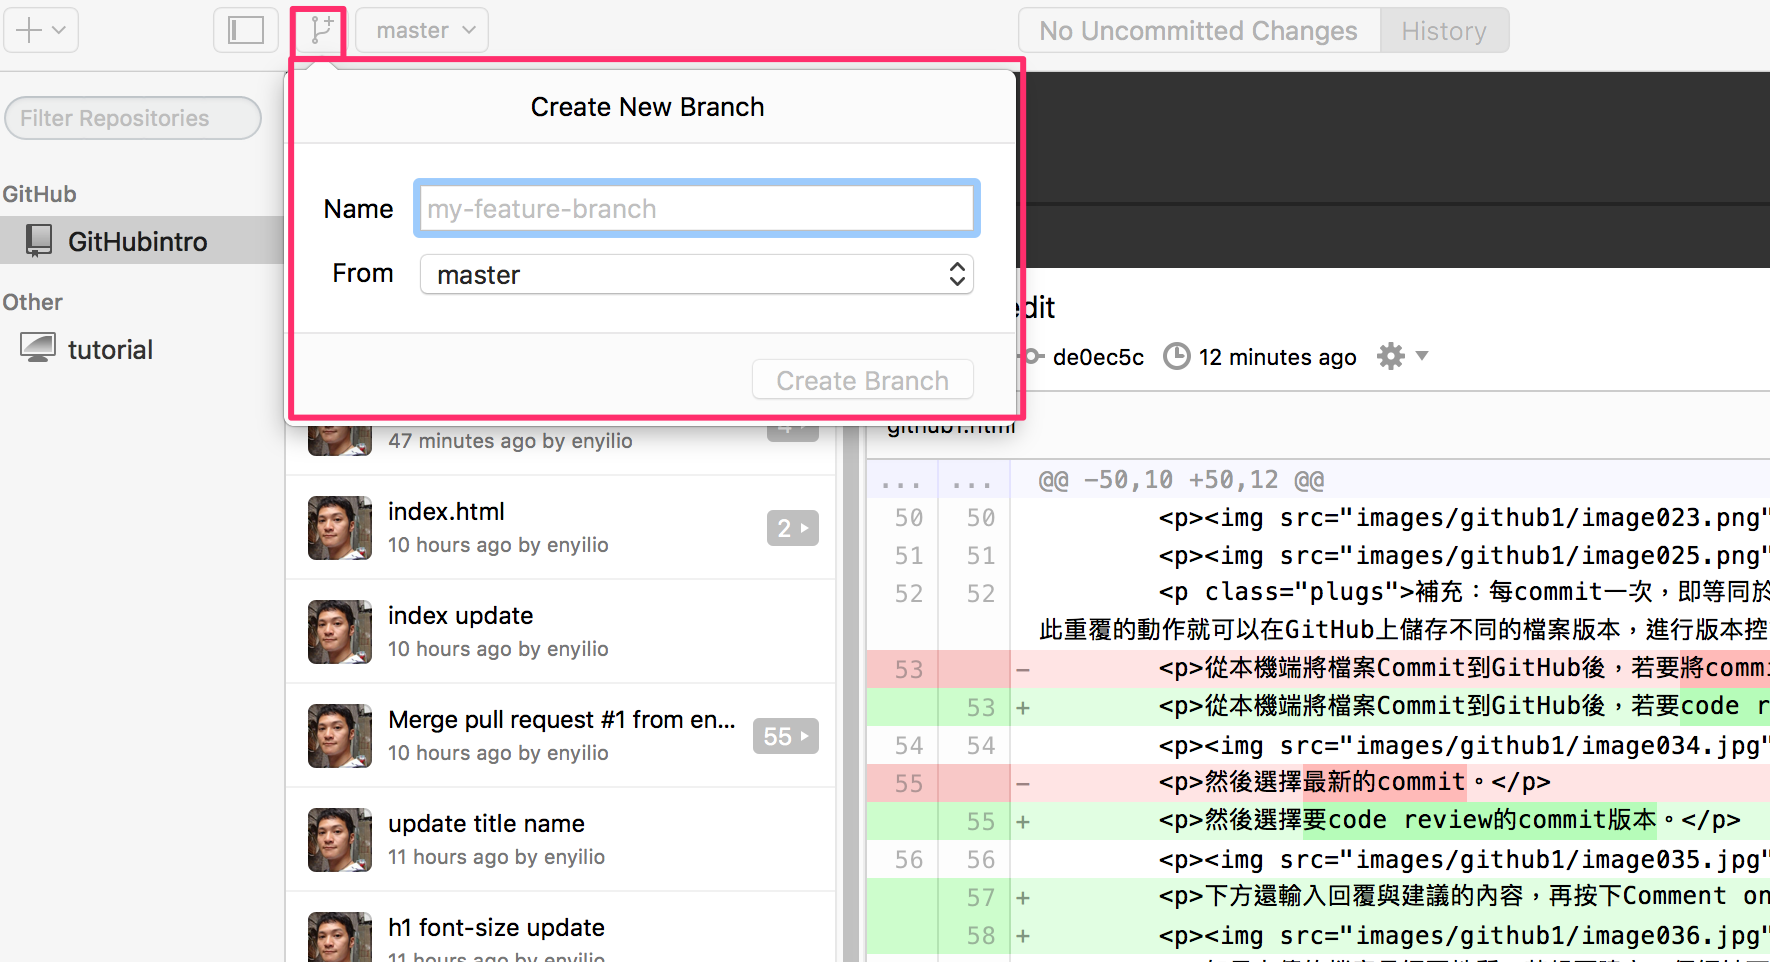 master
No Uncommitted Changes
History
Filter Repositories
GitHub
GitHubintro
Other
tutorial
Create New Branch
Name my-feature-branch
From master
Create Branch
47 minutes ago by enyilio
index.html
10 hours ago by enyilio
2
index update
10 hours ago by enyilio
Merge pull request #1 from en...
10 hours ago by enyilio
55
update title name
11 hours ago by enyilio
h1 font-size update
11 hours ago by enyilio
edit
de0ec5c 12 minutes ago
github1.html
... ... @@ -50,10 +50,12 @@
50 50 <p><img src="images/github1/image023.png"
51 51 <p><img src="images/github1/image025.png"
52 52 <p class="plugs">補充：每commit一次，即等同於
此重覆的動作就可以在GitHub上儲存不同的檔案版本，進行版本控
53 - <p>從本機端將檔案Commit到GitHub後，若要將commi
53 + <p>從本機端將檔案Commit到GitHub後，若要code r
54 54 <p><img src="images/github1/image034.jpg"
55 - <p>然後選擇最新的commit。</p>
55 + <p>然後選擇要code review的commit版本。</p>
56 56 <p><img src="images/github1/image035.jpg"
57 + <p>下方還輸入回覆與建議的內容，再按下Comment on
58 + <p><img src="images/github1/image036.jpg"